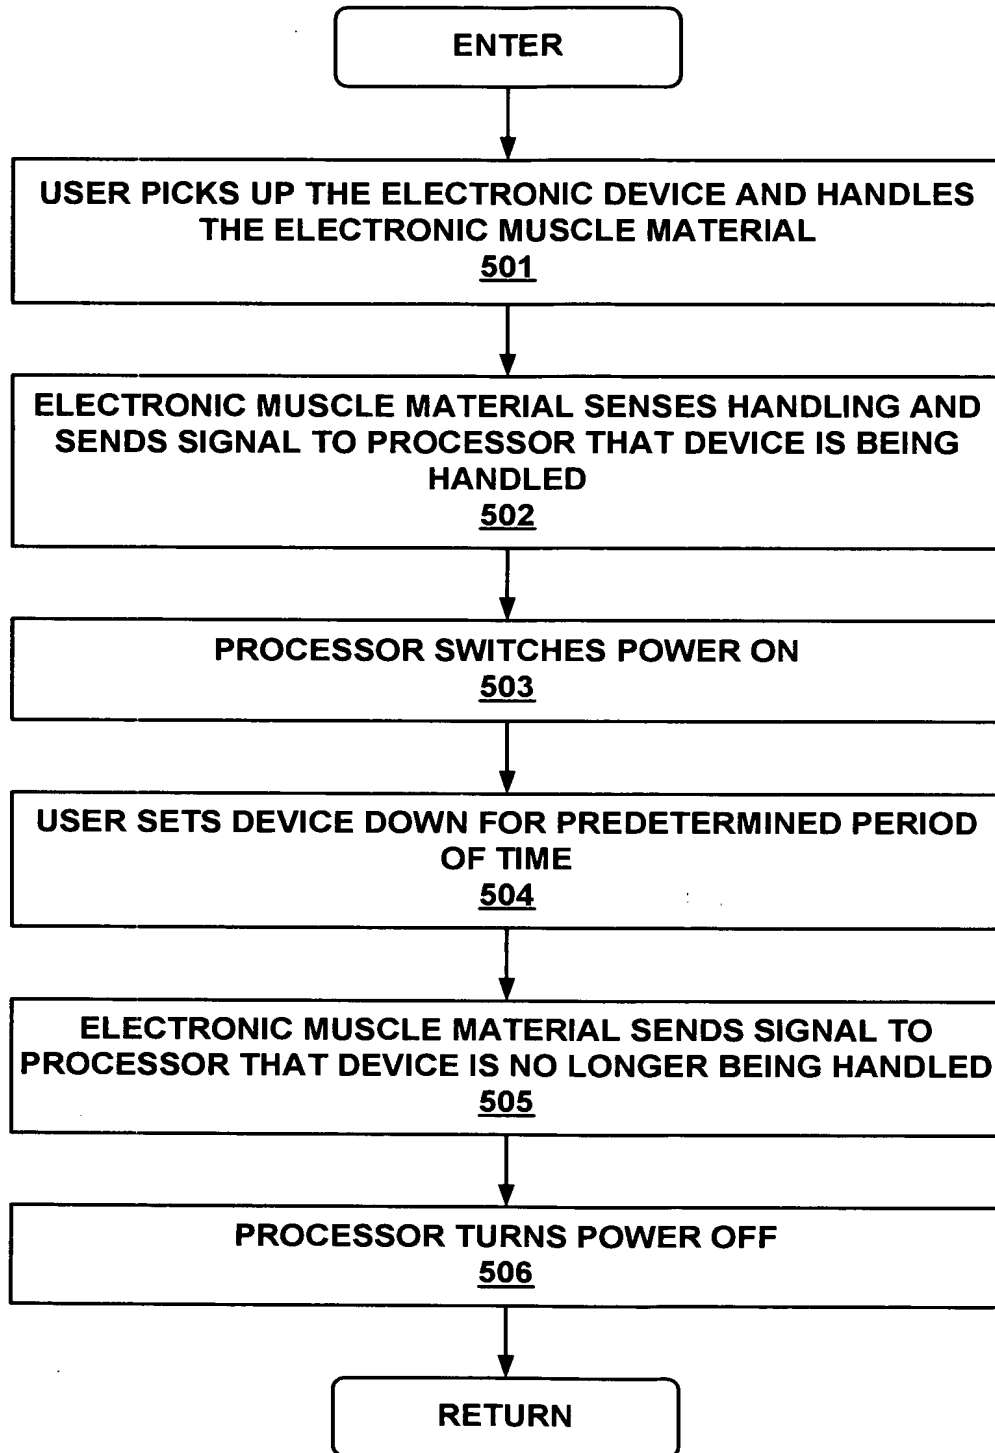 ENTER
USER PICKS UP THE ELECTRONIC DEVICE AND HANDLES
THE ELECTRONIC MUSCLE MATERIAL
501
ELECTRONIC MUSCLE MATERIAL SENSES HANDLING AND
SENDS SIGNAL TO PROCESSOR THAT DEVICE IS BEING
HANDLED
502
PROCESSOR SWITCHES POWER ON
503
USER SETS DEVICE DOWN FOR PREDETERMINED PERIOD
OF TIME
504
ELECTRONIC MUSCLE MATERIAL SENDS SIGNAL TO
PROCESSOR THAT DEVICE IS NO LONGER BEING HANDLED
505
PROCESSOR TURNS POWER OFF
506
RETURN